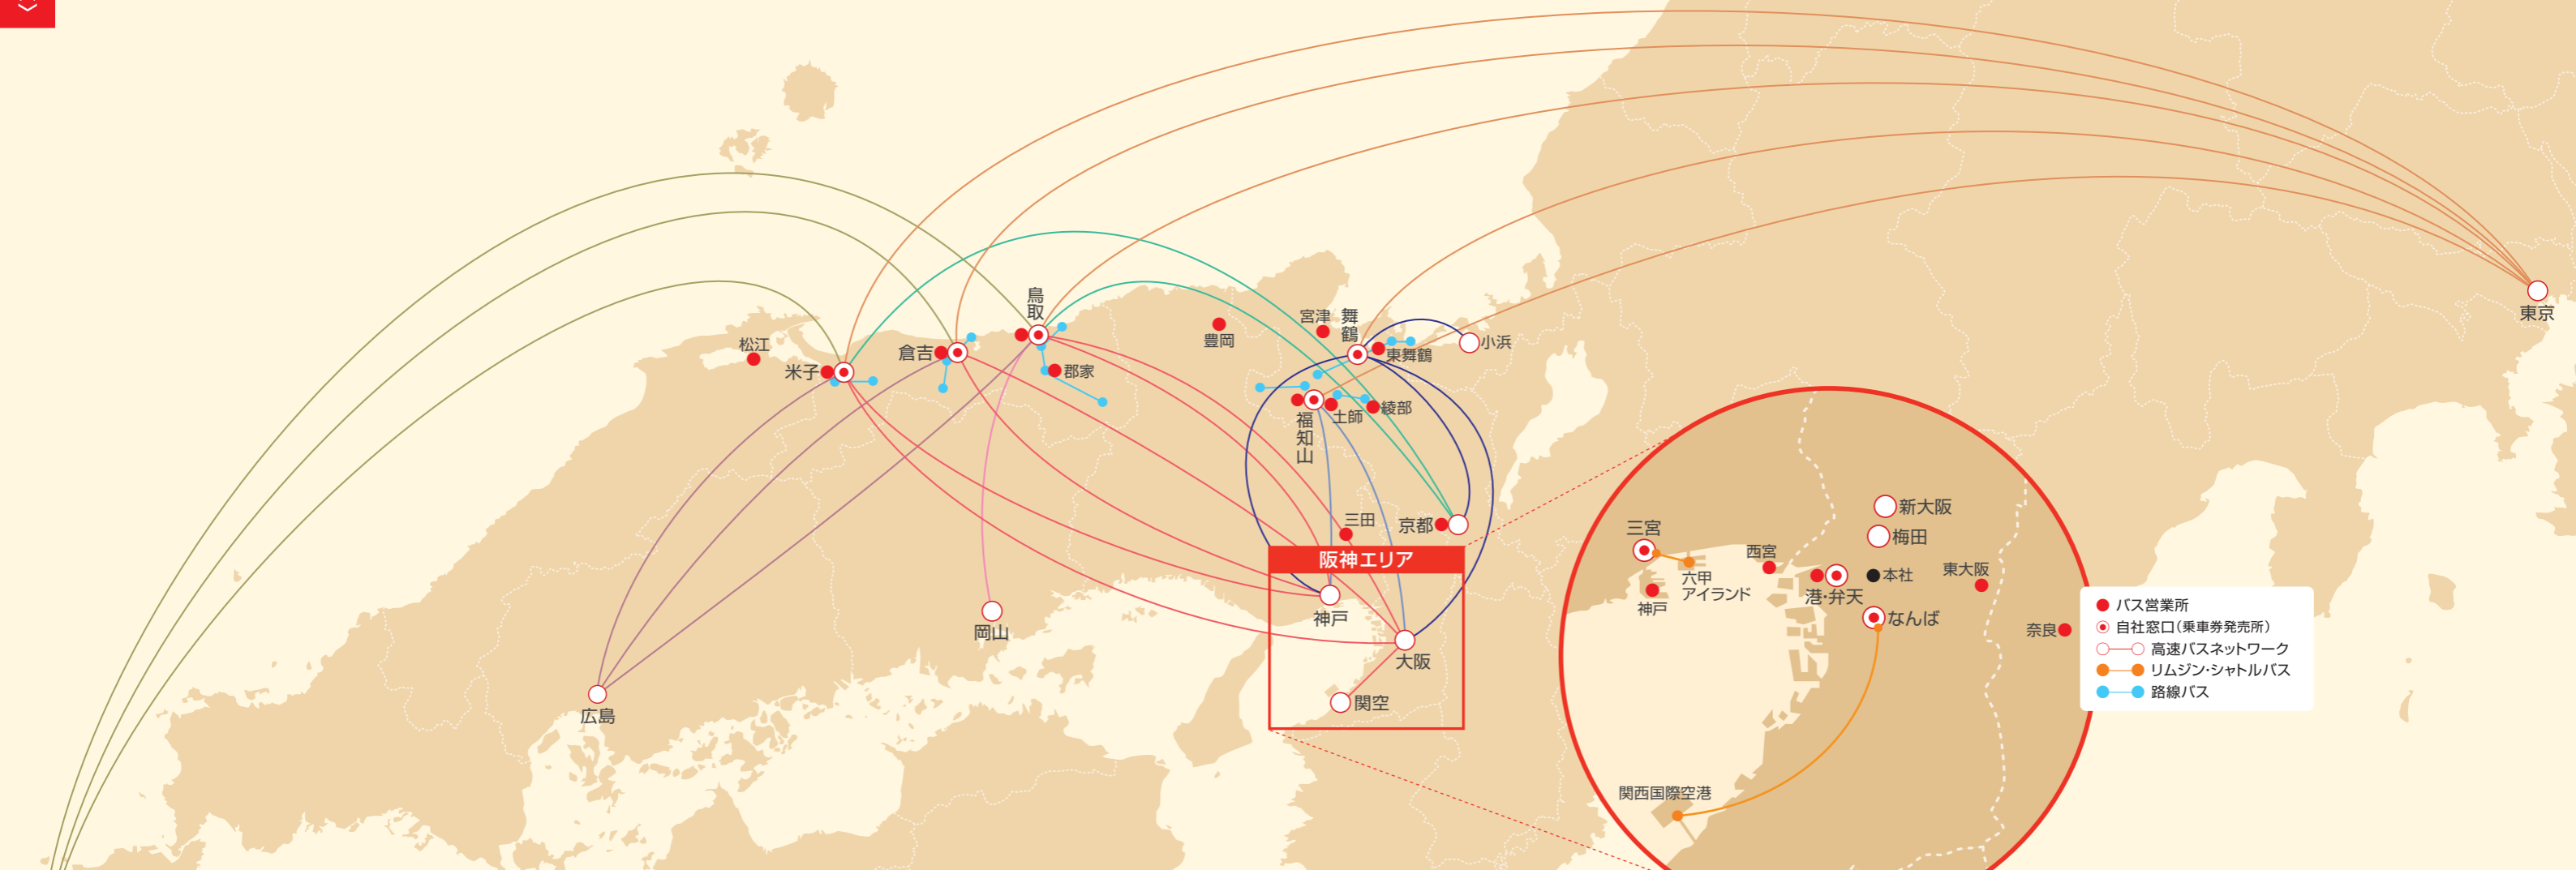 東京
鳥取
宮津
舞鶴
小浜
松江
米子
倉吉
郡家
豊岡
東舞鶴
福知山
土師
綾部
三田
京都
阪神エリア
神戸
大阪
関空
岡山
広島
新大阪
梅田
三宮
六甲
アイランド
神戸
西宮
港・弁天
本社
東大阪
なんば
奈良
関西国際空港
バス営業所
自社窓口(乗車券発売所)
高速バスネットワーク
リムジン・シャトルバス
路線バス